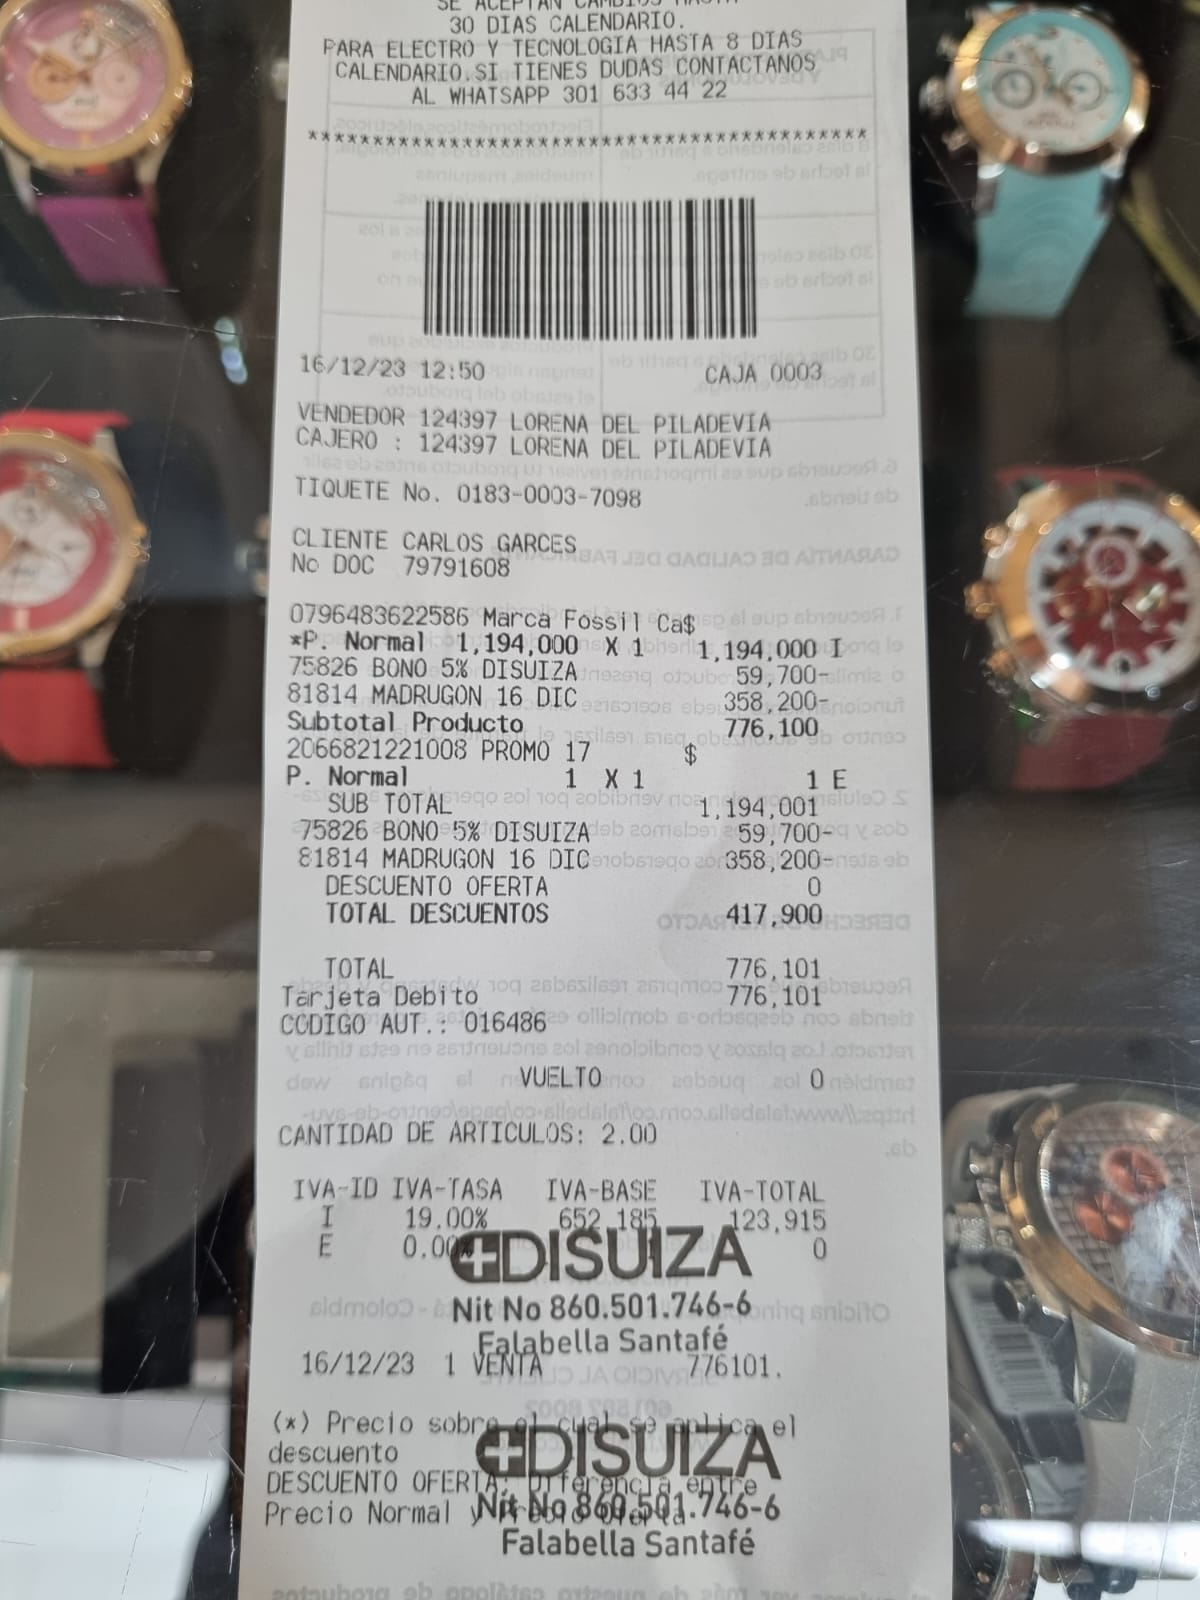 SE ACEPTAN CAMBIOS HASTA
30 DIAS CALENDARIO.
PARA ELECTRO Y TECNOLOGIA HASTA 8 DIAS
CALENDARIO.SI TIENES DUDAS CONTACTANOS
AL WHATSAPP 301 633 44 22
******************************************
16/12/23 12:50 CAJA 0003
VENDEDOR 124397 LORENA DEL PILADEVIA
CAJERO : 124397 LORENA DEL PILADEVIA
TIQUETE No. 0183-0003-7098
CLIENTE CARLOS GARCES
No DOC 79791608
0796483622586 Marca Fossil Ca$
*P. Normal 1,194,000 X 1 1,194,000 I
75826 BONO 5% DISUIZA 59,700-
81814 MADRUGON 16 DIC 358,200-
Subtotal Producto 776,100
2066821221008 PROMO 17 $
P. Normal 1 X 1 1 E
SUB TOTAL 1,194,001
75826 BONO 5% DISUIZA 59,700-
81814 MADRUGON 16 DIC 358,200-
DESCUENTO OFERTA 0
TOTAL DESCUENTOS 417,900
TOTAL 776,101
Tarjeta Debito 776,101
CODIGO AUT.: 016486
VUELTO 0
CANTIDAD DE ARTICULOS: 2.00
IVA-ID IVA-TASA IVA-BASE IVA-TOTAL
I 19.00% 652,185 123,915
E 0.00% 0
DISUIZA
Nit No 860.501.746-6
Falabella Santafé
16/12/23 1 VENTA 776101.
(*) Precio sobre el cual se aplica el
descuento
DISUIZA
DESCUENTO OFERTA: Diferencia entre
Precio Normal y Precio Oferta
Nit No 860.501.746-6
Falabella Santafé